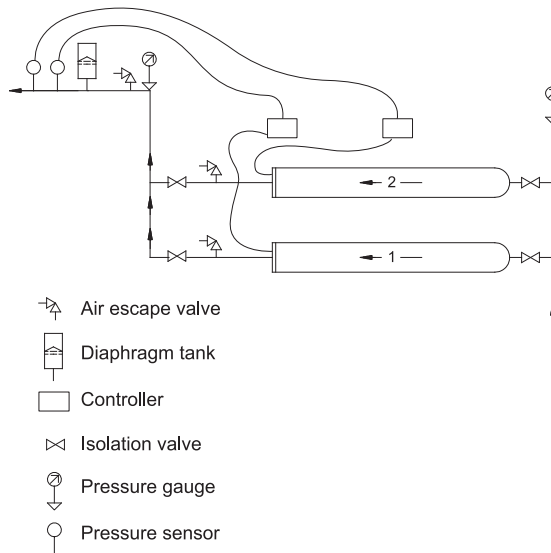 2
1
Air escape valve
Diaphragm tank
Controller
Isolation valve
Pressure gauge
Pressure sensor